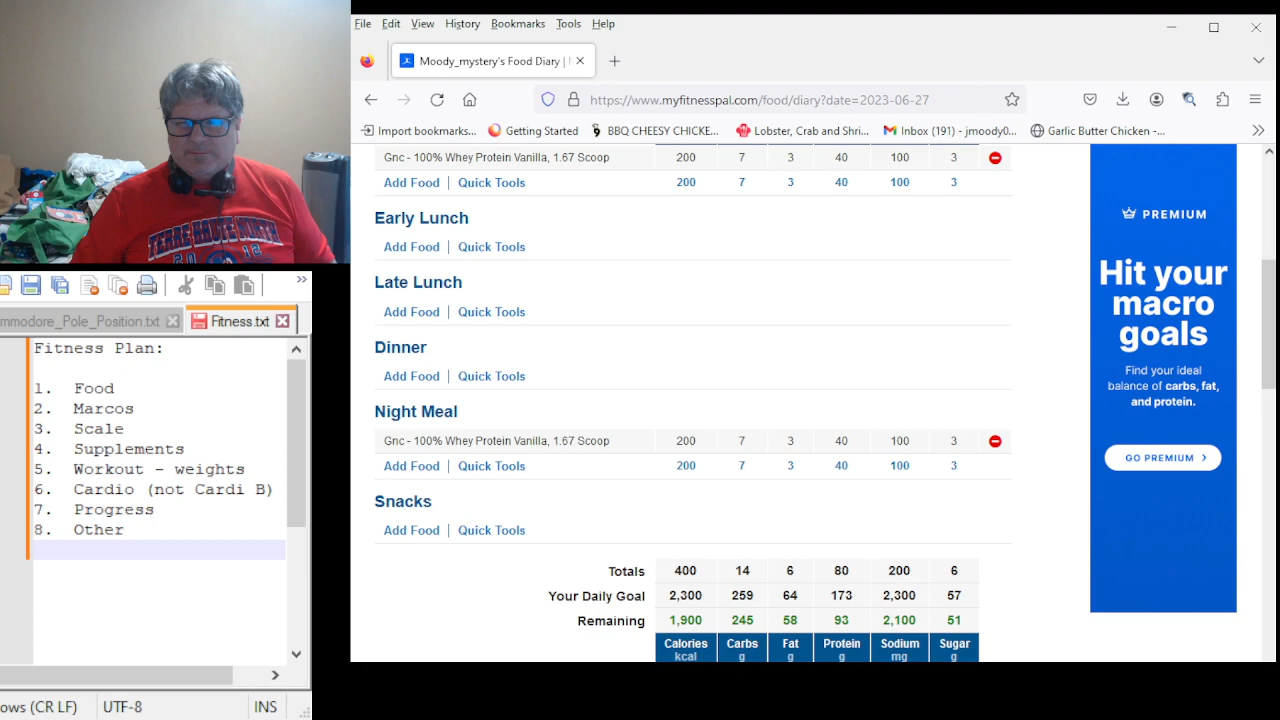 File Edit View History Bookmarks Tools Help
Moody_mystery's Food Diary |
https://www.myfitnesspal.com/food/diary?date=2023-06-27
Import bookmarks... Getting Started BBQ CHEESY CHICKE... Lobster, Crab and Shri... Inbox (191) - jmoody0... Garlic Butter Chicken -...
Gnc - 100% Whey Protein Vanilla, 1.67 Scoop 200 7 3 40 100 3
Add Food | Quick Tools 200 7 3 40 100 3
Early Lunch
Add Food | Quick Tools
Late Lunch
Add Food | Quick Tools
Dinner
Add Food | Quick Tools
Night Meal
Gnc - 100% Whey Protein Vanilla, 1.67 Scoop 200 7 3 40 100 3
Add Food | Quick Tools 200 7 3 40 100 3
Snacks
Add Food | Quick Tools
Totals 400 14 6 80 200 6
Your Daily Goal 2,300 259 64 173 2,300 57
Remaining 1,900 245 58 93 2,100 51
Calories Carbs Fat Protein Sodium Sugar
kcal g g g mg g
PREMIUM
Hit your
macro
goals
Find your ideal
balance of carbs, fat,
and protein.
GO PREMIUM
TERRE HAUTE NORTH
20 12
mmodore_Pole_Position.txt Fitness.txt
Fitness Plan:
1. Food
2. Marcos
3. Scale
4. Supplements
5. Workout - weights
6. Cardio (not Cardi B)
7. Progress
8. Other
ows (CR LF) UTF-8 INS